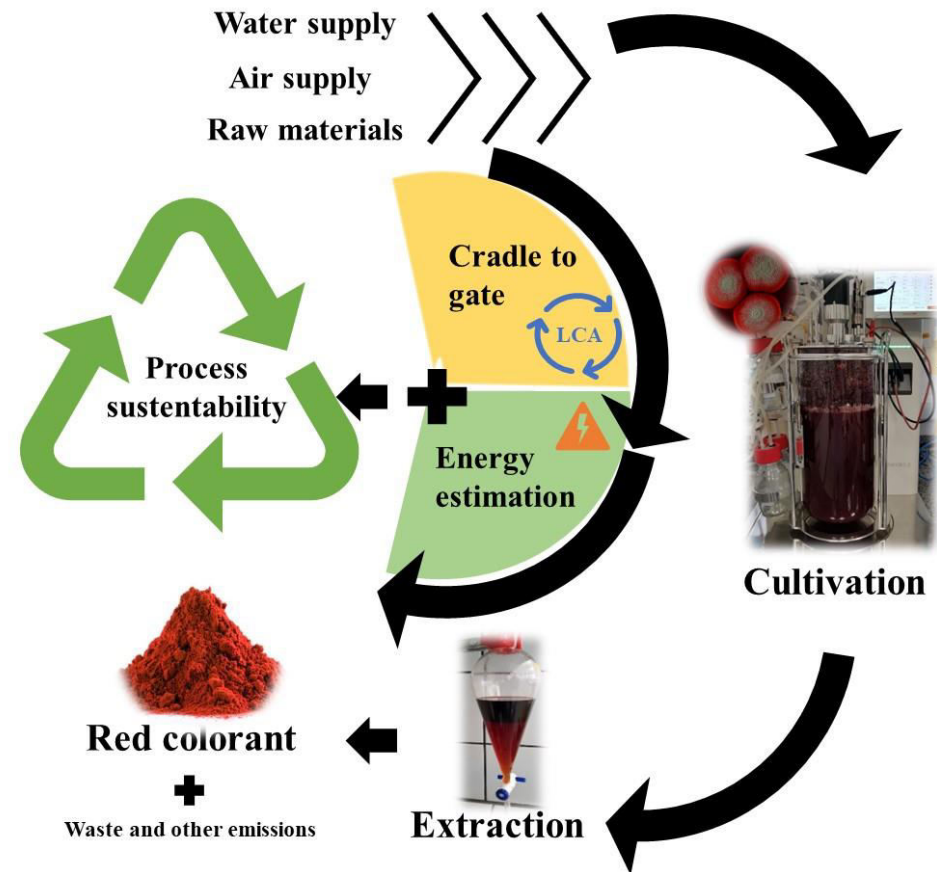 Water supply
Air supply
Raw materials
Cradle to
gate
LCA
Process
sustentability
Energy
estimation
Cultivation
Red colorant
Waste and other emissions
Extraction